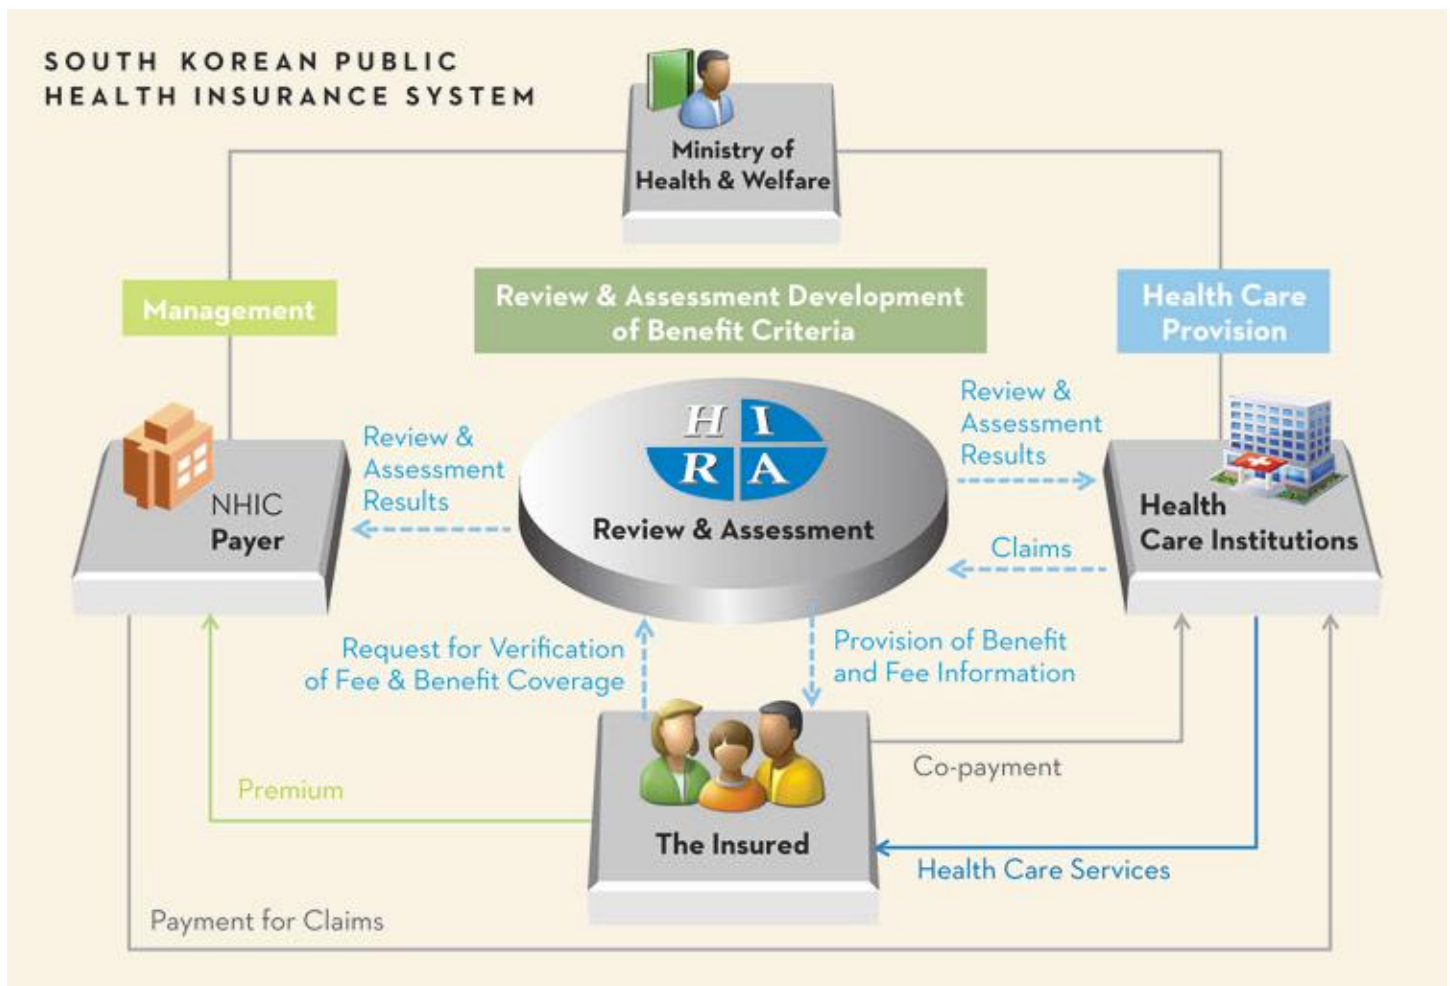 SOUTH KOREAN PUBLIC
HEALTH INSURANCE SYSTEM
Ministry of
Health & Welfare
Management
Review & Assessment Development
of Benefit Criteria
Health Care
Provision
Review &
Assessment
Results
NHIC
Payer
H I
R A
Review & Assessment
Review &
Assessment
Results
Claims
Health
Care Institutions
Request for Verification
of Fee & Benefit Coverage
Provision of Benefit
and Fee Information
Premium
The Insured
Co-payment
Health Care Services
Payment for Claims